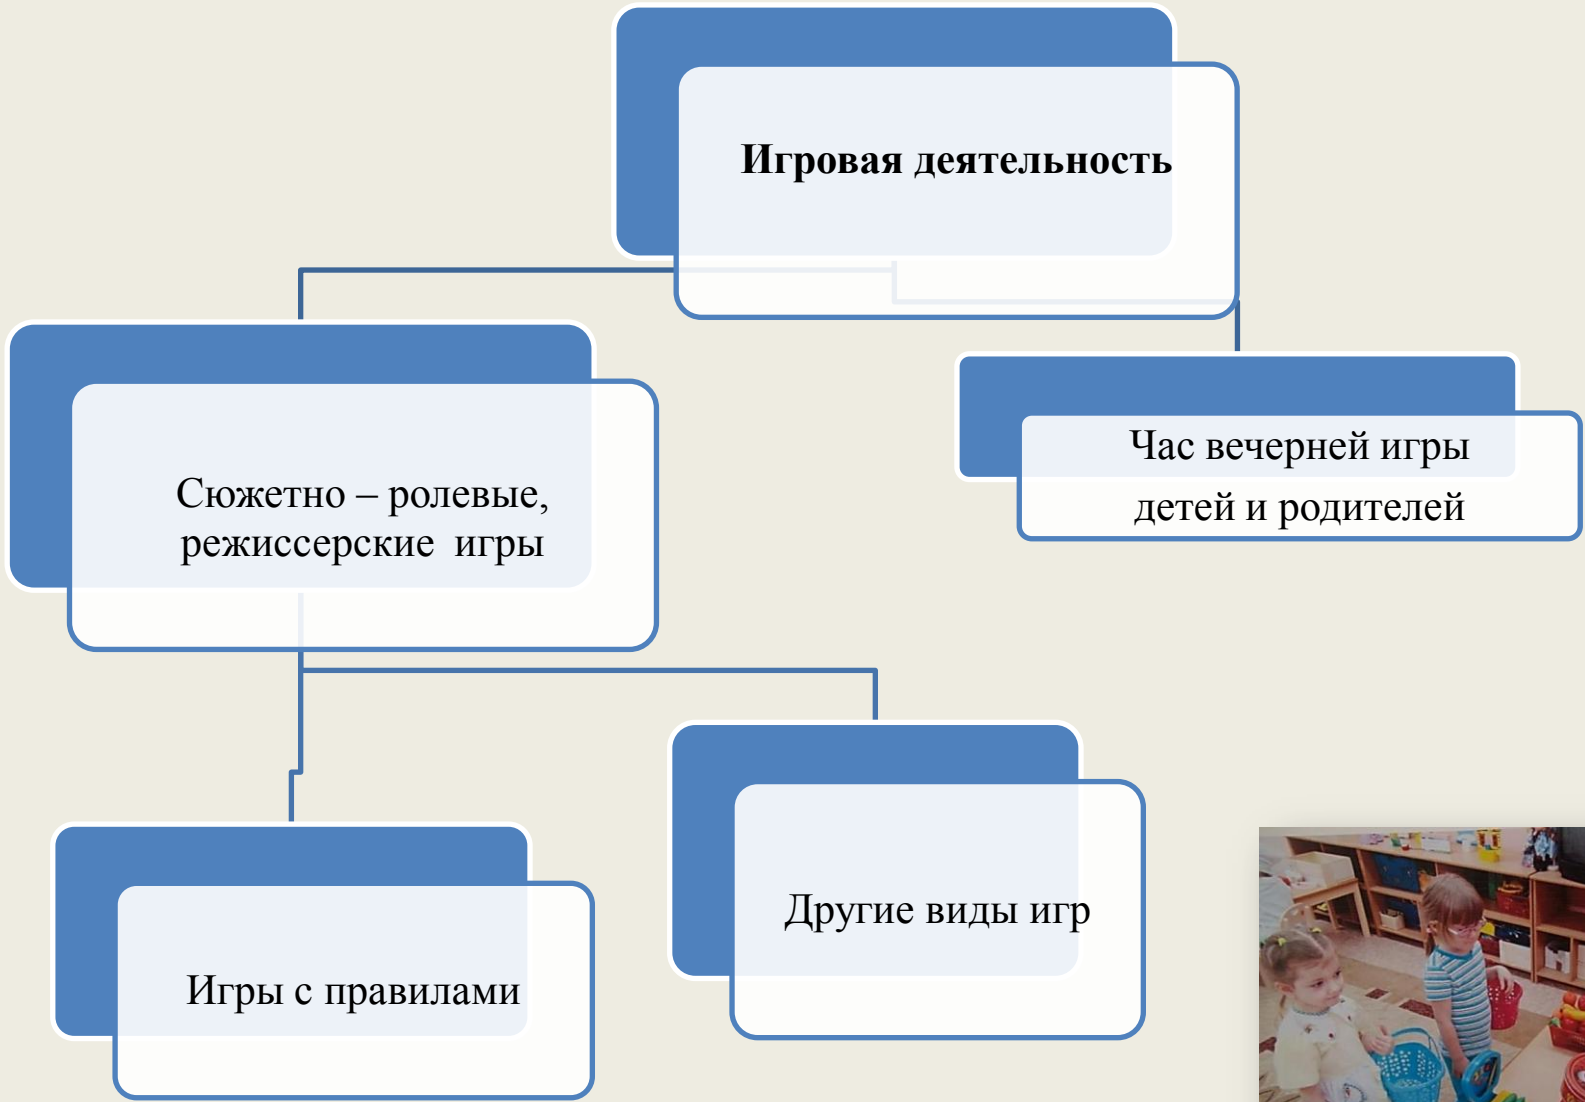 Игровая деятельность
Час вечерней игры
детей и родителей
Сюжетно – ролевые,
режиссерские игры
Другие виды игр
Игры с правилами